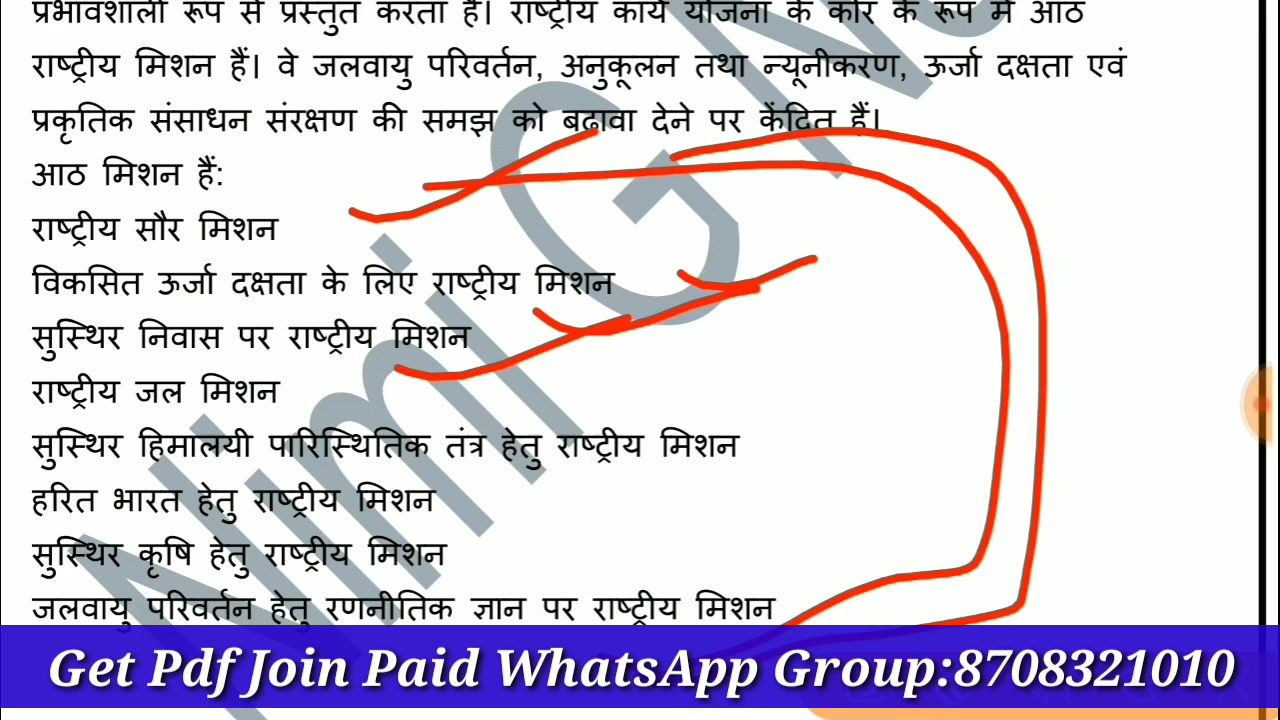 प्रभावशाली रूप से प्रस्तुत करता है। राष्ट्रीय कार्य योजना के कोर के रूप में आठ
राष्ट्रीय मिशन हैं। वे जलवायु परिवर्तन, अनुकूलन तथा न्यूनीकरण, ऊर्जा दक्षता एवं
प्रकृतिक संसाधन संरक्षण की समझ को बढ़ावा देने पर केंद्रित हैं।
आठ मिशन हैं:
राष्ट्रीय सौर मिशन
विकसित ऊर्जा दक्षता के लिए राष्ट्रीय मिशन
सुस्थिर निवास पर राष्ट्रीय मिशन
राष्ट्रीय जल मिशन
सुस्थिर हिमालयी पारिस्थितिक तंत्र हेतु राष्ट्रीय मिशन
हरित भारत हेतु राष्ट्रीय मिशन
सुस्थिर कृषि हेतु राष्ट्रीय मिशन
जलवायु परिवर्तन हेतु रणनीतिक ज्ञान पर राष्ट्रीय मिशन
Get Pdf Join Paid WhatsApp Group:8708321010